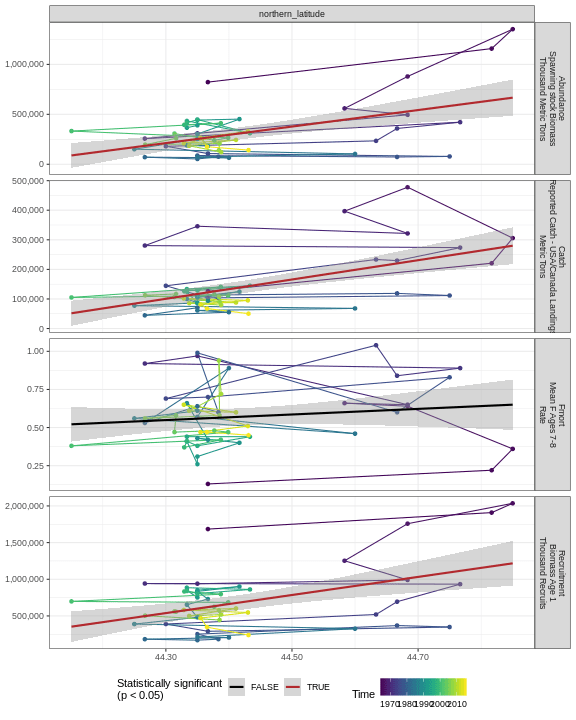 northern_latitude
1,000,000
500,000
0
Abundance
Spawning stock Biomass
Thousand Metric Tons
500,000
400,000
300,000
200,000
100,000
0
Catch
Reported Catch - USA/Canada Landing
Metric Tons
1.00
0.75
0.50
0.25
Fmort
Mean F Ages 7-8
Rate
2,000,000
1,500,000
1,000,000
500,000
Recruitment
Biomass Age 1
Thousand Recruits
44.30
44.50
44.70
Statistically significant
(p < 0.05)
FALSE
TRUE
Time
1970 1980 1990 2000 2010